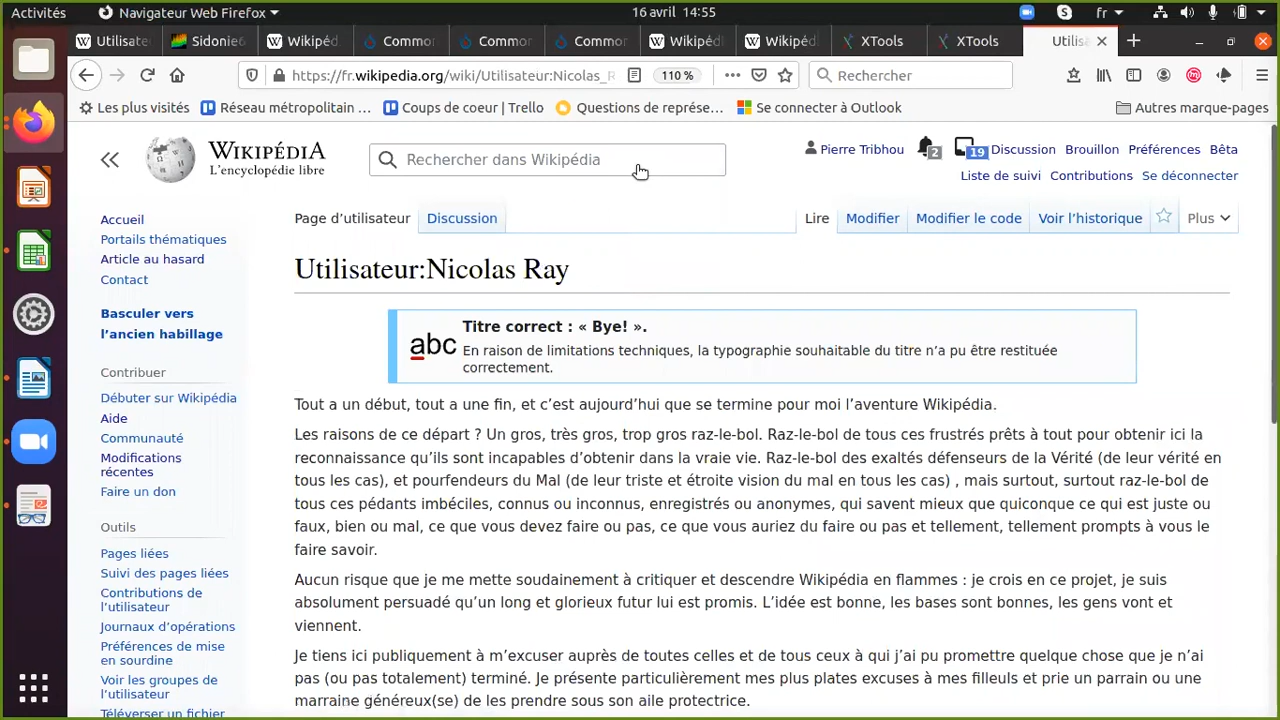 Activités
Navigateur Web Firefox
16 avril 14:55
fr
Utilisate
Sidonie6
Wikipéd
Commo
Commo
Commo
Wikipéd
Wikipéd
XTools
XTools
Utilis
https://fr.wikipedia.org/wiki/Utilisateur:Nicolas_R
110 %
Rechercher
Les plus visités
Réseau métropolitain …
Coups de coeur | Trello
Questions de représe…
Se connecter à Outlook
Autres marque-pages
WIKIPÉDIA
L'encyclopédie libre
Rechercher dans Wikipédia
Pierre Tribhou
2
19
Discussion
Brouillon
Préférences
Bêta
Liste de suivi
Contributions
Se déconnecter
Accueil
Portails thématiques
Article au hasard
Contact
Basculer vers
l'ancien habillage
Contribuer
Débuter sur Wikipédia
Aide
Communauté
Modifications
récentes
Faire un don
Outils
Pages liées
Suivi des pages liées
Contributions de
l'utilisateur
Journaux d'opérations
Préférences de mise
en sourdine
Voir les groupes de
l'utilisateur
Téléverser un fichier
Page d'utilisateur
Discussion
Lire
Modifier
Modifier le code
Voir l'historique
Plus
Utilisateur:Nicolas Ray
abc
Titre correct : « Bye! ».
En raison de limitations techniques, la typographie souhaitable du titre n'a pu être restituée
correctement.
Tout a un début, tout a une fin, et c'est aujourd'hui que se termine pour moi l'aventure Wikipédia.
Les raisons de ce départ ? Un gros, très gros, trop gros raz-le-bol. Raz-le-bol de tous ces frustrés prêts à tout pour obtenir ici la
reconnaissance qu'ils sont incapables d'obtenir dans la vraie vie. Raz-le-bol des exaltés défenseurs de la Vérité (de leur vérité en
tous les cas), et pourfendeurs du Mal (de leur triste et étroite vision du mal en tous les cas) , mais surtout, surtout raz-le-bol de
tous ces pédants imbéciles, connus ou inconnus, enregistrés ou anonymes, qui savent mieux que quiconque ce qui est juste ou
faux, bien ou mal, ce que vous devez faire ou pas, ce que vous auriez du faire ou pas et tellement, tellement prompts à vous le
faire savoir.
Aucun risque que je me mette soudainement à critiquer et descendre Wikipédia en flammes : je crois en ce projet, je suis
absolument persuadé qu'un long et glorieux futur lui est promis. L'idée est bonne, les bases sont bonnes, les gens vont et
viennent.
Je tiens ici publiquement à m'excuser auprès de toutes celles et de tous ceux à qui j'ai pu promettre quelque chose que je n'ai
pas (ou pas totalement) terminé. Je présente particulièrement mes plus plates excuses à mes filleuls et prie un parrain ou une
marraine généreux(se) de les prendre sous son aile protectrice.